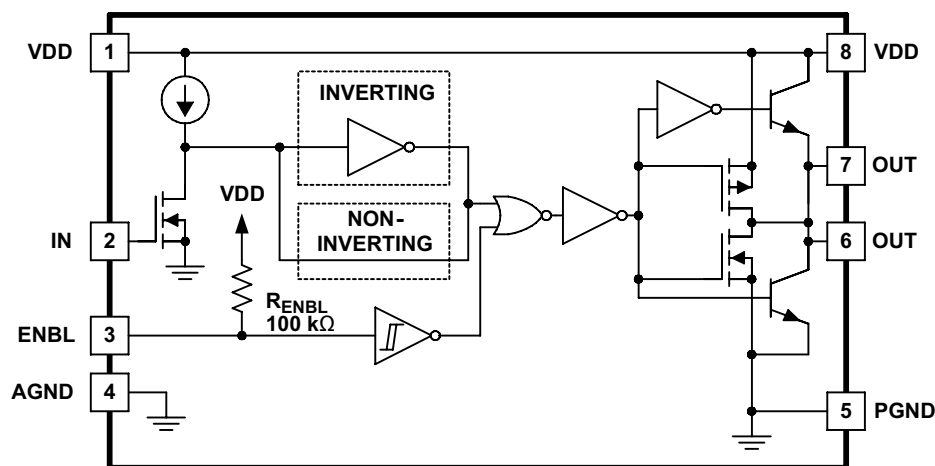 VDD 1
8 VDD
INVERTING
7 OUT
VDD
IN 2
NON-
INVERTING
6 OUT
RENBL
100 kΩ
ENBL 3
AGND 4
5 PGND